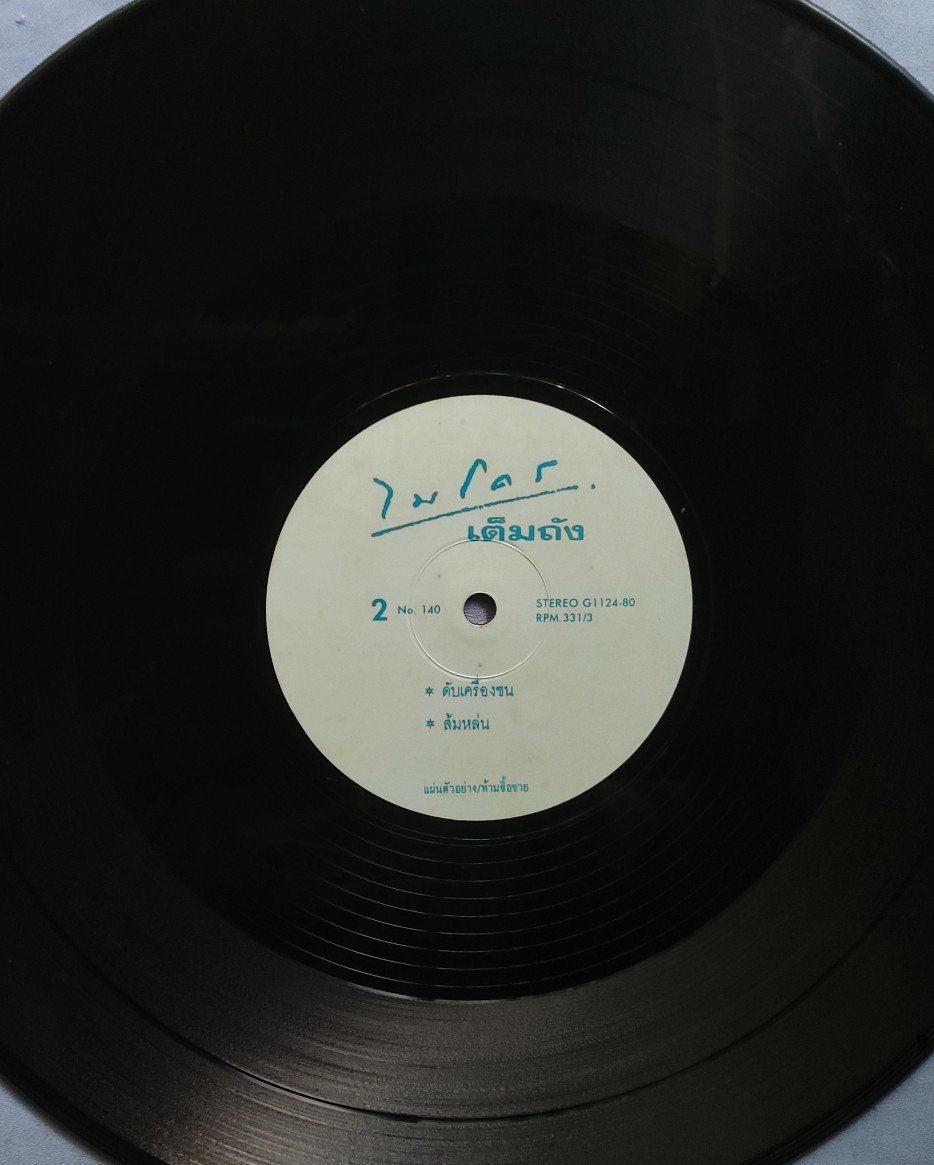 ไมโคร.
เต็มถัง
2 No. 140
STEREO G1124-80
RPM.331/3
✲ ดับเครื่องชน
✲ ส้มหล่น
แผ่นตัวอย่าง/ห้ามซื้อขาย